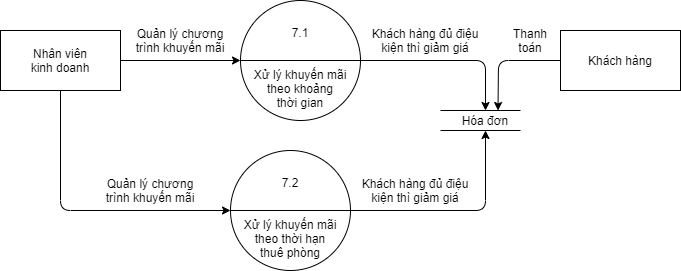 Nhân viên
kinh doanh
Quản lý chương
trình khuyến mãi
7.1
Xử lý khuyến mãi
theo khoảng
thời gian
Khách hàng đủ điệu
kiện thì giảm giá
Thanh
toán
Khách hàng
Hóa đơn
Quản lý chương
trình khuyến mãi
7.2
Xử lý khuyến mãi
theo thời hạn
thuê phòng
Khách hàng đủ điệu
kiện thì giảm giá